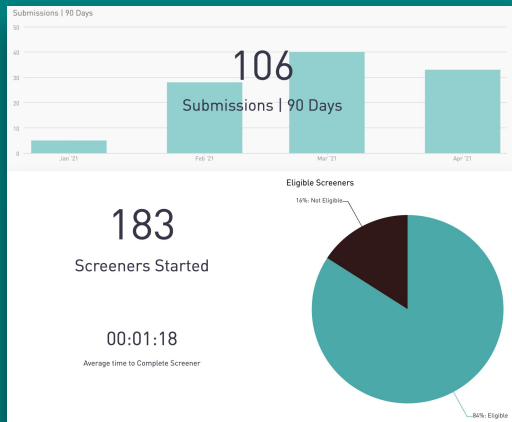 Submissions | 90 Days
50
40
30
20
10
0
106
Submissions | 90 Days
Jan '21
Feb '21
Mar '21
Apr '21
183
Screeners Started
00:01:18
Average time to Complete Screener
Eligible Screeners
16%: Not Eligible
84%: Eligible